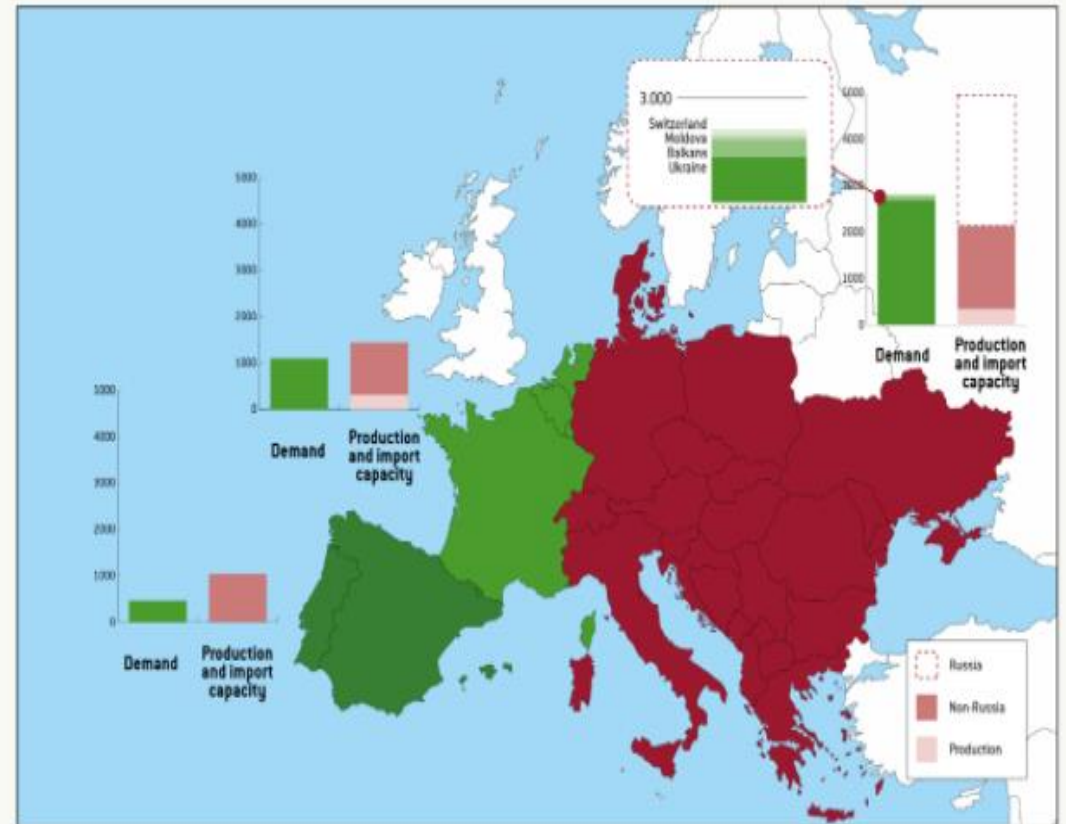 3.000
Switzerland
Moldova
Balkans
Ukraine
5000
4000
3000
2000
1000
0
Demand
Production
and import
capacity
5000
4000
3000
2000
1000
0
Demand
Production
and import
capacity
5000
4000
3000
2000
1000
0
Demand
Production
and import
capacity
Russia
Non-Russia
Production